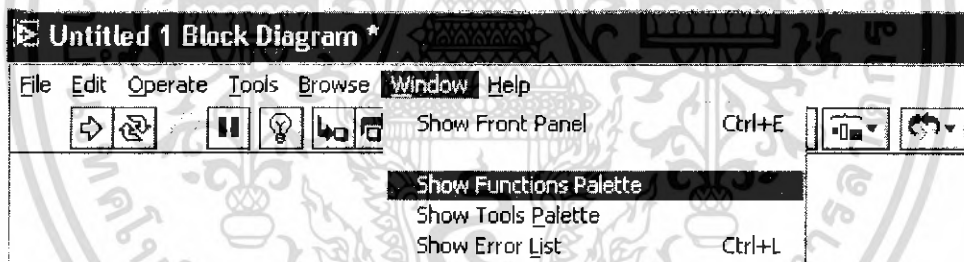 Untitled 1 Block Diagram *
File Edit Operate Tools Browse Window Help
Show Front Panel Ctrl+E
Show Functions Palette
Show Tools Palette
Show Error List Ctrl+L